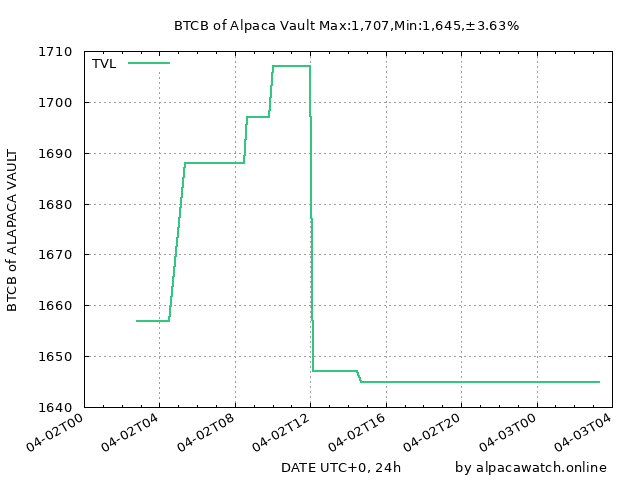 BTCB of Alpaca Vault Max:1,707,Min:1,645,±3.63%
TVL
1710
1700
1690
1680
1670
1660
1650
1640
BTCB of ALAPACA VAULT
04-02T00
04-02T04
04-02T08
04-02T12
04-02T16
04-02T20
04-03T00
04-03T04
DATE UTC+0, 24h
by alpacawatch.online